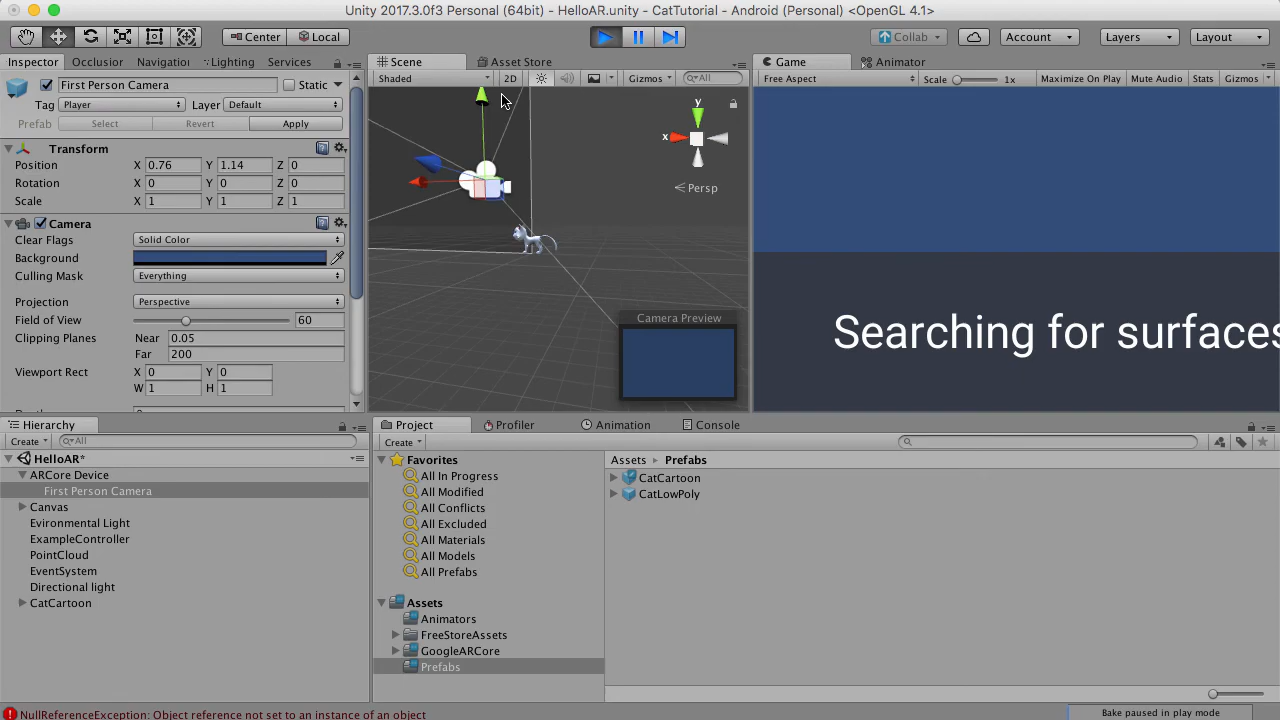 Unity 2017.3.0f3 Personal (64bit) - HelloAR.unity - CatTutorial - Android (Personal) <OpenGL 4.1>
Center Local Collab Account Layers Layout
Inspector Occlusion Navigation Lighting Services
Scene Asset Store
Game Animator
First Person Camera Static
Tag Player Layer Default
Prefab Select Revert Apply
Transform
Position X 0.76 Y 1.14 Z 0
Rotation X 0 Y 0 Z 0
Scale X 1 Y 1 Z 1
Camera
Clear Flags Solid Color
Background
Culling Mask Everything
Projection Perspective
Field of View 60
Clipping Planes Near 0.05
Far 200
Viewport Rect X 0 Y 0
W 1 H 1
Shaded 2D Gizmos All
y
x
Persp
Camera Preview
Free Aspect Scale 1x Maximize On Play Mute Audio Stats Gizmos
Searching for surfaces
Hierarchy
Create All
HelloAR*
ARCore Device
First Person Camera
Canvas
Evironmental Light
ExampleController
PointCloud
EventSystem
Directional light
CatCartoon
Project Profiler Animation Console
Create
Favorites
All In Progress
All Modified
All Conflicts
All Excluded
All Materials
All Models
All Prefabs
Assets
Animators
FreeStoreAssets
GoogleARCore
Prefabs
Assets Prefabs
CatCartoon
CatLowPoly
NullReferenceException: Object reference not set to an instance of an object
Bake paused in play mode